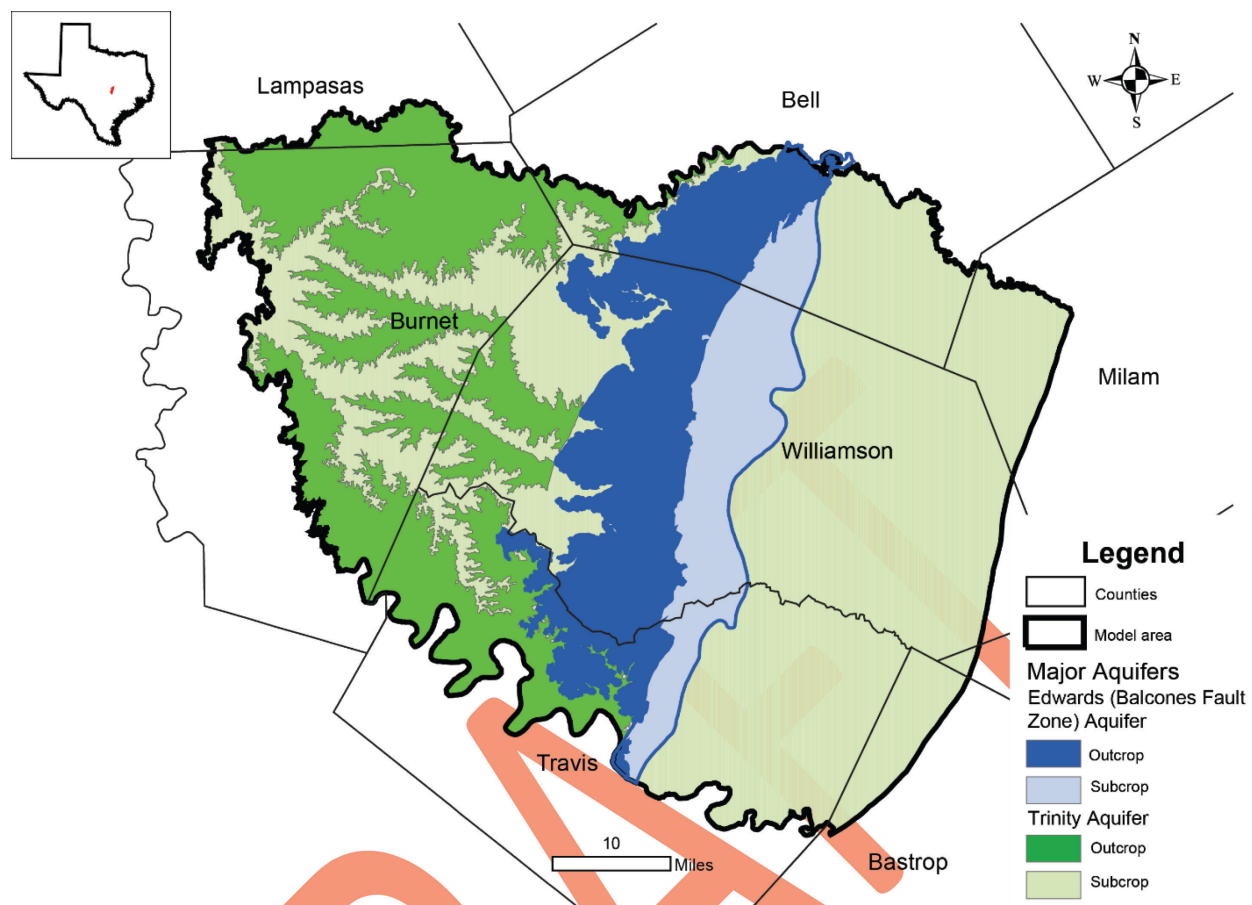 Lampasas
Bell
N
W
E
S
Burnet
Milam
Williamson
Travis
Bastrop
10
Miles
Legend
Counties
Model area
Major Aquifers
Edwards (Balcones Fault
Zone) Aquifer
Outcrop
Subcrop
Trinity Aquifer
Outcrop
Subcrop